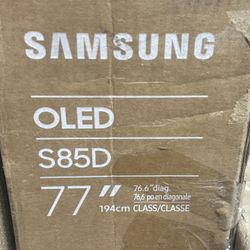 SAMSUNG
OLED
S85D
77"
76.6" diag.
76,6 po en diagonale
194cm CLASS/CLASSE